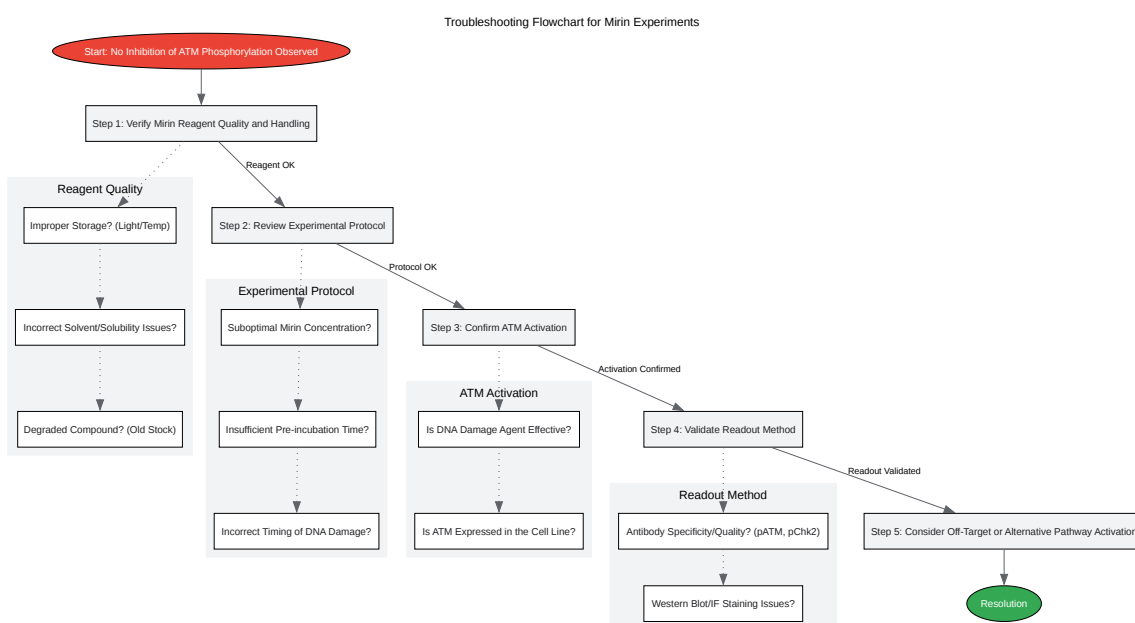 Troubleshooting Flowchart for Mirin Experiments
Start: No Inhibition of ATM Phosphorylation Observed
Step 1: Verify Mirin Reagent Quality and Handling
Reagent OK
Reagent Quality
Improper Storage? (Light/Temp)
Step 2: Review Experimental Protocol
Protocol OK
Experimental Protocol
Incorrect Solvent/Solubility Issues?
Suboptimal Mirin Concentration?
Step 3: Confirm ATM Activation
Activation Confirmed
ATM Activation
Degraded Compound? (Old Stock)
Insufficient Pre-incubation Time?
Is DNA Damage Agent Effective?
Step 4: Validate Readout Method
Readout Validated
Readout Method
Incorrect Timing of DNA Damage?
Is ATM Expressed in the Cell Line?
Antibody Specificity/Quality? (pATM, pChk2)
Step 5: Consider Off-Target or Alternative Pathway Activation
Western Blot/IF Staining Issues?
Resolution